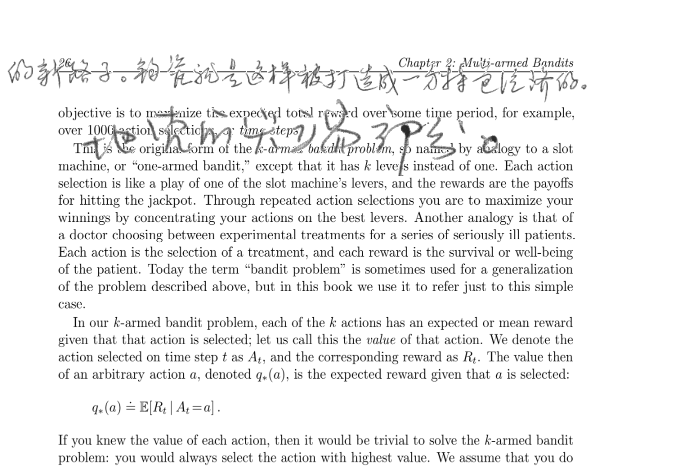 26 Chapter 2: Multi-armed Bandits
的新路子。钧瓷就是这样被打造成一方特色经济的。
objective is to maximize the expected total reward over some time period, for example,
over 1000 action selections, or time steps.
This is the original form of the k-armed bandit problem, so named by analogy to a slot
machine, or “one-armed bandit,” except that it has k levers instead of one. Each action
selection is like a play of one of the slot machine’s levers, and the rewards are the payoffs
for hitting the jackpot. Through repeated action selections you are to maximize your
winnings by concentrating your actions on the best levers. Another analogy is that of
a doctor choosing between experimental treatments for a series of seriously ill patients.
Each action is the selection of a treatment, and each reward is the survival or well-being
of the patient. Today the term “bandit problem” is sometimes used for a generalization
of the problem described above, but in this book we use it to refer just to this simple
case.
In our k-armed bandit problem, each of the k actions has an expected or mean reward
given that that action is selected; let us call this the value of that action. We denote the
action selected on time step t as Aₜ, and the corresponding reward as Rₜ. The value then
of an arbitrary action a, denoted q∗(a), is the expected reward given that a is selected:
q∗(a) ≐ 𝔼[Rₜ | Aₜ=a] .
If you knew the value of each action, then it would be trivial to solve the k-armed bandit
problem: you would always select the action with highest value. We assume that you do